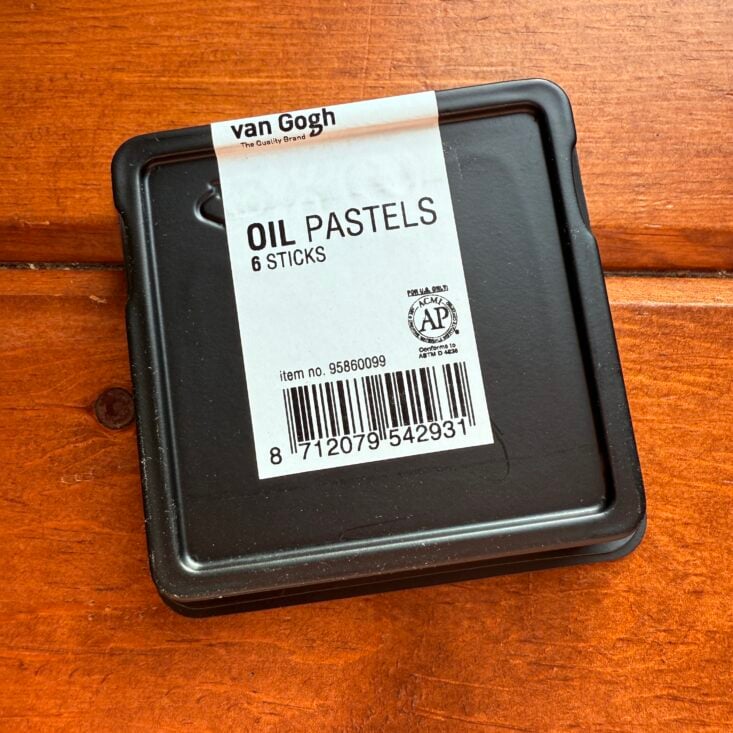 van Gogh
The Quality Brand
OIL PASTELS
6 STICKS
FOR U.S. ONLY:
ACMI
AP
Conforms to
ASTM D 4236
item no. 95860099
8 712079 542931